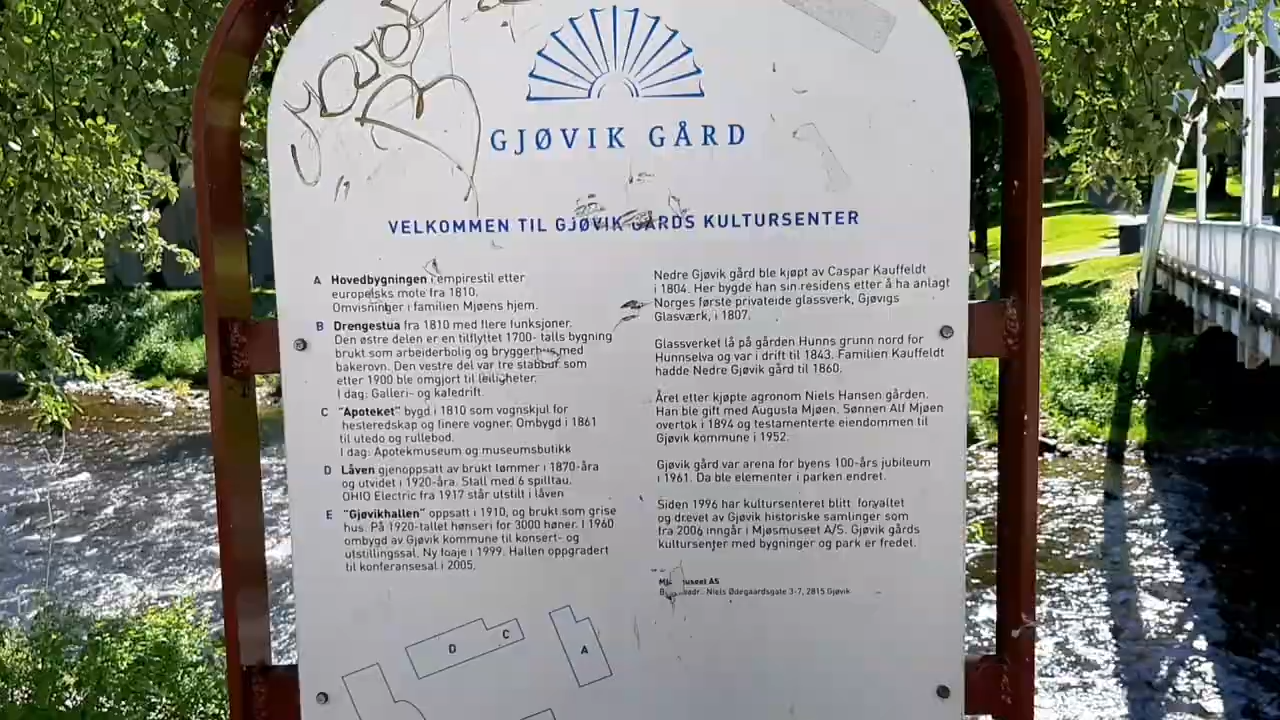 GJØVIK GÅRD
VELKOMMEN TIL GJØVIK GÅRDS KULTURSENTER
A Hovedbygningen i empirestil etter
europeisks mote fra 1810.
Omvisninger i familien Mjøens hjem.
B Drengestua fra 1810 med flere funksjoner.
Den østre delen er en tilflyttet 1700- talls bygning
brukt som arbeiderbolig og bryggerhus med
bakerovn. Den vestre del var tre stabbur som
etter 1900 ble omgjort til leiligheter.
I dag: Galleri- og kafedrift.
C "Apoteket" bygd i 1810 som vognskjul for
hesteredskap og finere vogner. Ombygd i 1861
til utedo og rullebod.
I dag: Apotekmuseum og museumsbutikk
D Låven gjenoppsatt av brukt tømmer i 1870-åra
og utvidet i 1920-åra. Stall med 6 spilltau.
OHIO Electric fra 1917 står utstilt i låven
E "Gjøvikhallen" oppsatt i 1910, og brukt som grise
hus. På 1920-tallet hønseri for 3000 høner. I 1960
ombygd av Gjøvik kommune til konsert- og
utstillingssal. Ny foaje i 1999. Hallen oppgradert
til konferansesal i 2005.
Nedre Gjøvik gård ble kjøpt av Caspar Kauffeldt
i 1804. Her bygde han sin residens etter å ha anlagt
Norges første privateide glassverk, Gjøvigs
Glasværk, i 1807.
Glassverket lå på gården Hunns grunn nord for
Hunnselva og var i drift til 1843. Familien Kauffeldt
hadde Nedre Gjøvik gård til 1860.
Året etter kjøpte agronom Niels Hansen gården.
Han ble gift med Augusta Mjøen. Sønnen Alf Mjøen
overtok i 1894 og testamenterte eiendommen til
Gjøvik kommune i 1952.
Gjøvik gård var arena for byens 100-års jubileum
i 1961. Da ble elementer i parken endret.
Siden 1996 har kultursenteret blitt forvaltet
og drevet av Gjøvik historiske samlinger som
fra 2006 inngår i Mjøsmuseet A/S. Gjøvik gårds
kultursenter med bygninger og park er fredet.
AS
Niels Ødegaardsgate 3-7, 2815 Gjøvik
D
C
A